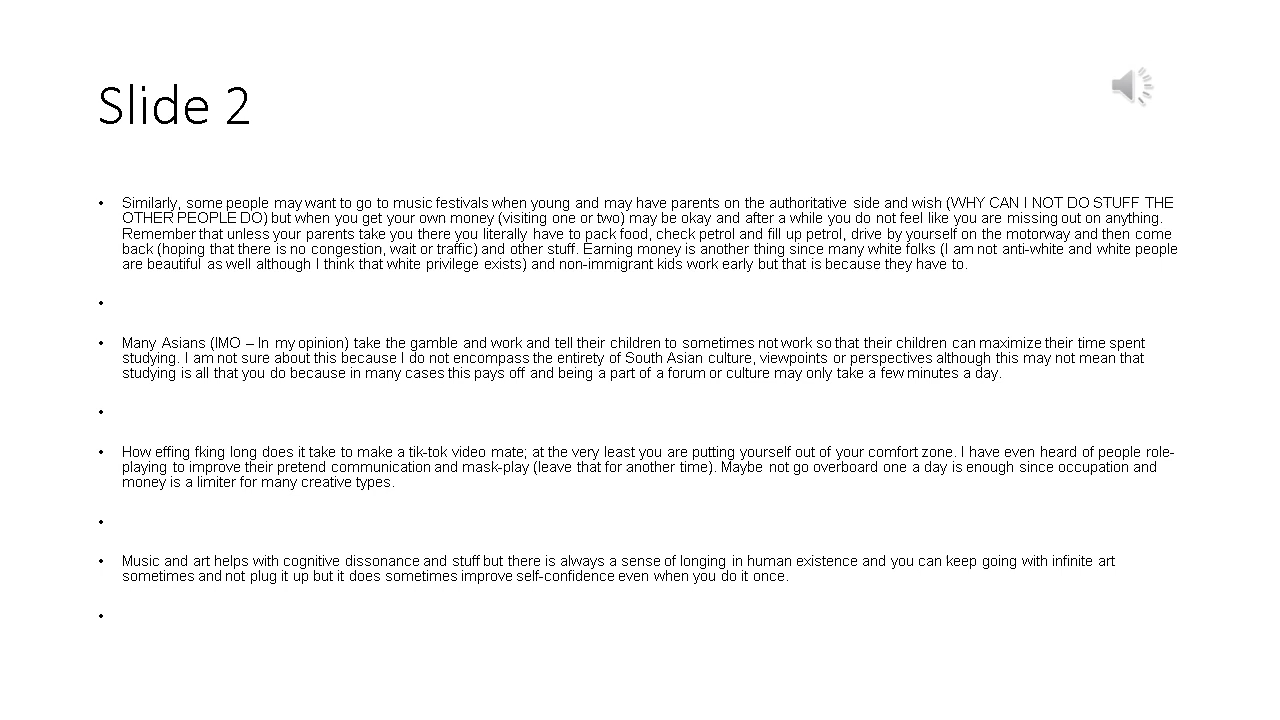 Slide 2
• Similarly, some people may want to go to music festivals when young and may have parents on the authoritative side and wish (WHY CAN I NOT DO STUFF THE
OTHER PEOPLE DO) but when you get your own money (visiting one or two) may be okay and after a while you do not feel like you are missing out on anything.
Remember that unless your parents take you there you literally have to pack food, check petrol and fill up petrol, drive by yourself on the motorway and then come
back (hoping that there is no congestion, wait or traffic) and other stuff. Earning money is another thing since many white folks (I am not anti-white and white people
are beautiful as well although I think that white privilege exists) and non-immigrant kids work early but that is because they have to.
•
• Many Asians (IMO – In my opinion) take the gamble and work and tell their children to sometimes not work so that their children can maximize their time spent
studying. I am not sure about this because I do not encompass the entirety of South Asian culture, viewpoints or perspectives although this may not mean that
studying is all that you do because in many cases this pays off and being a part of a forum or culture may only take a few minutes a day.
•
• How effing fking long does it take to make a tik-tok video mate; at the very least you are putting yourself out of your comfort zone. I have even heard of people role-
playing to improve their pretend communication and mask-play (leave that for another time). Maybe not go overboard one a day is enough since occupation and
money is a limiter for many creative types.
•
• Music and art helps with cognitive dissonance and stuff but there is always a sense of longing in human existence and you can keep going with infinite art
sometimes and not plug it up but it does sometimes improve self-confidence even when you do it once.
•